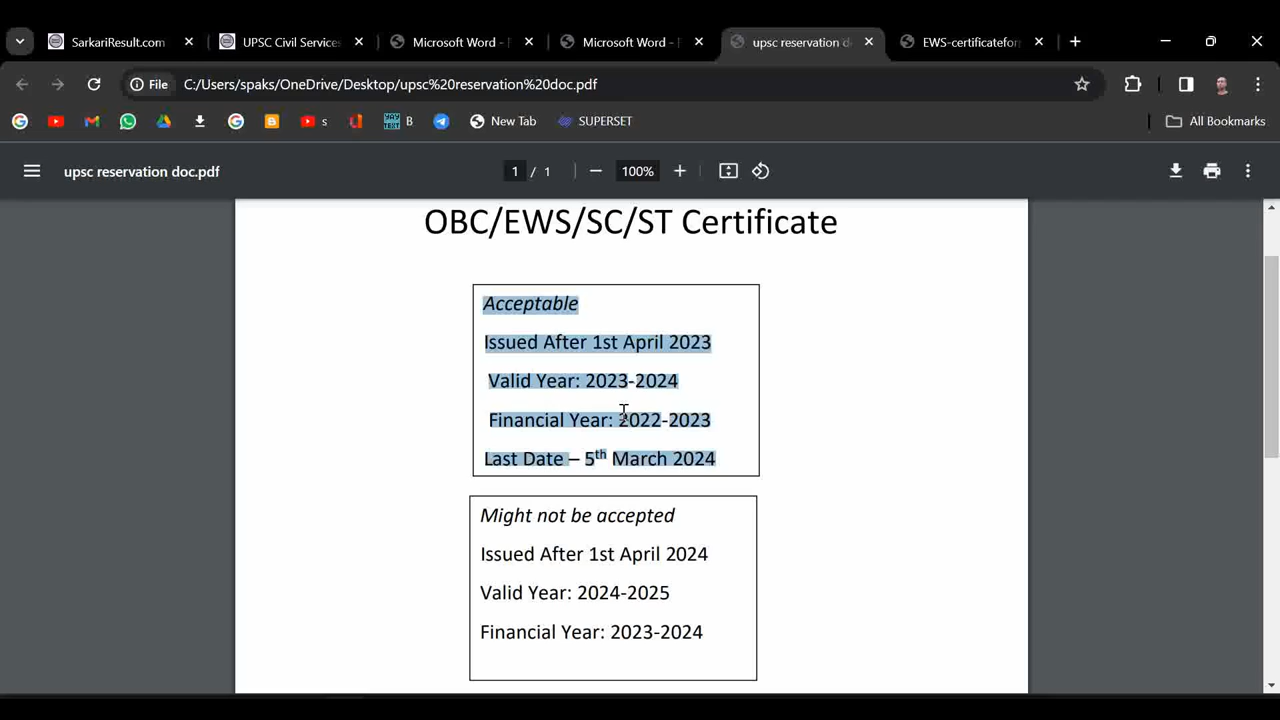 SarkariResult.com
UPSC Civil Services
Microsoft Word -
Microsoft Word -
upsc reservation d
EWS-certificatefor
File
C:/Users/spaks/OneDrive/Desktop/upsc%20reservation%20doc.pdf
s
B
New Tab
SUPERSET
All Bookmarks
upsc reservation doc.pdf
1 / 1
100%
OBC/EWS/SC/ST Certificate
Acceptable
Issued After 1st April 2023
Valid Year: 2023-2024
Financial Year: 2022-2023
Last Date – 5th March 2024
Might not be accepted
Issued After 1st April 2024
Valid Year: 2024-2025
Financial Year: 2023-2024